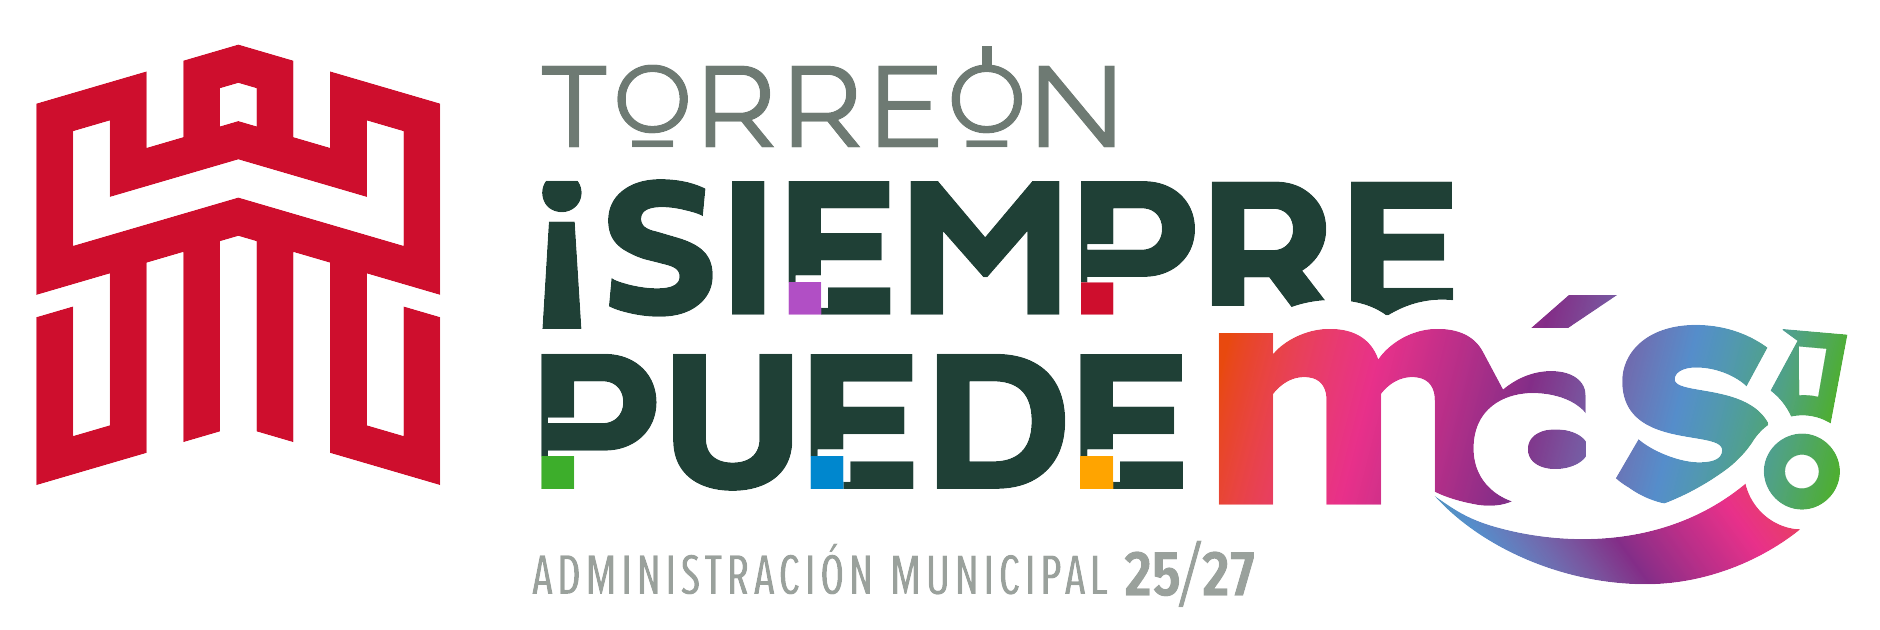 TORREÓN
¡SIEMPRE
PUEDE más!
ADMINISTRACIÓN MUNICIPAL 25/27